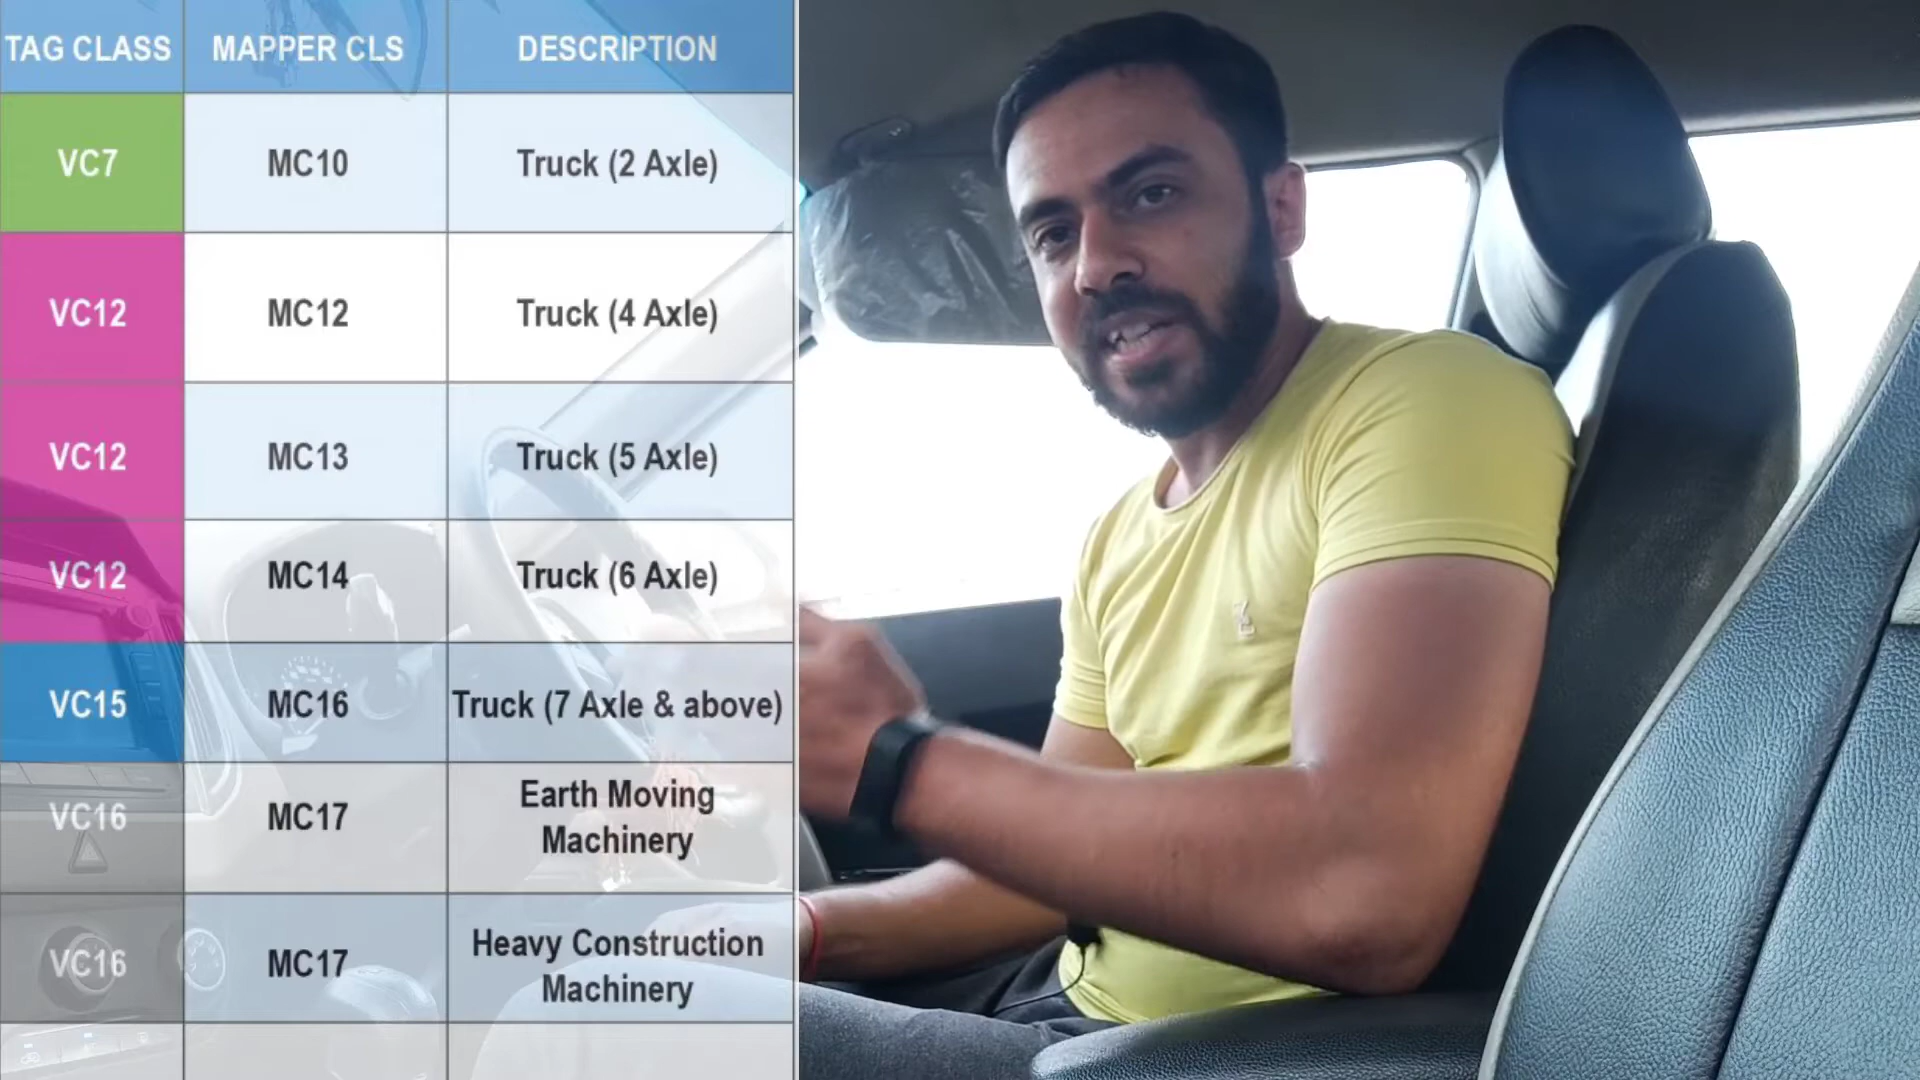 TAG CLASS MAPPER CLS DESCRIPTION
VC7 MC10 Truck (2 Axle)
VC12 MC12 Truck (4 Axle)
VC12 MC13 Truck (5 Axle)
VC12 MC14 Truck (6 Axle)
VC15 MC16 Truck (7 Axle & above)
VC16 MC17 Earth Moving
Machinery
VC16 MC17 Heavy Construction
Machinery